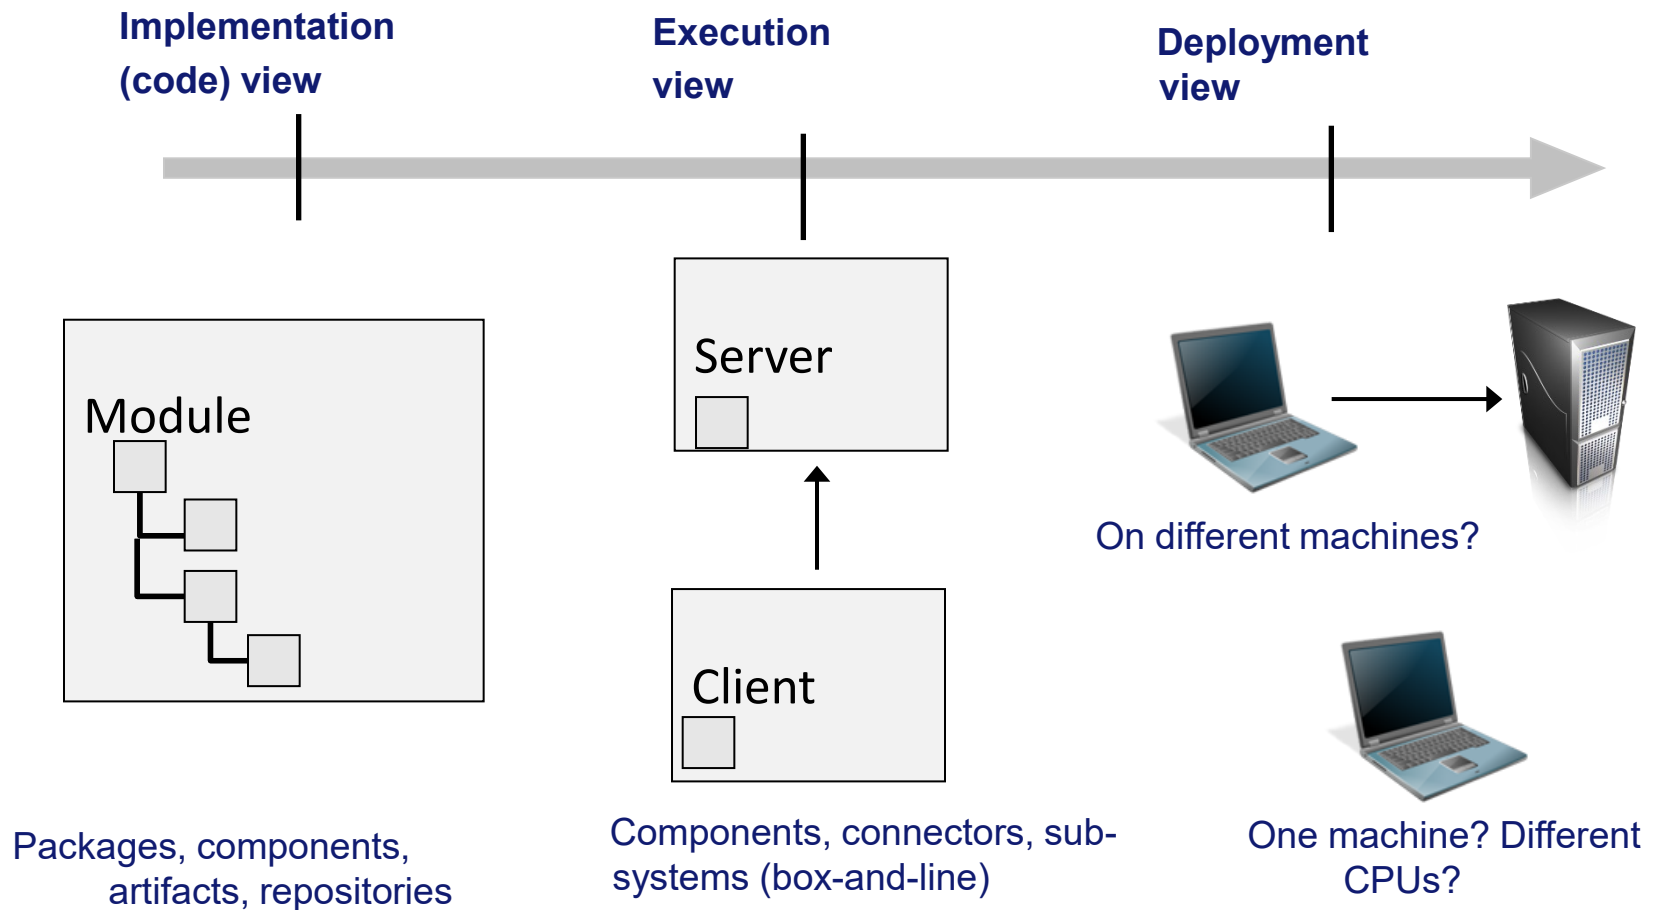 Implementation
(code) view
Execution
view
Deployment
view
Module
Server
Client
On different machines?
Packages, components,
artifacts, repositories
Components, connectors, sub-
systems (box-and-line)
One machine? Different
CPUs?